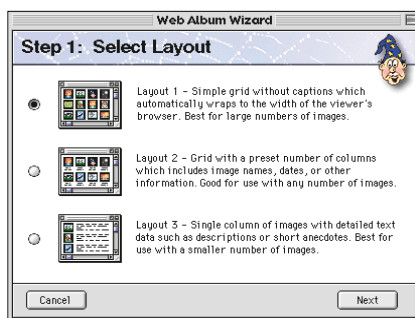 Web Album Wizard
Step 1: Select Layout
Layout 1 - Simple grid without captions which
automatically wraps to the width of the viewer's
browser. Best for large numbers of images.
Layout 2 - Grid with a preset number of columns
which includes image names, dates, or other
information. Good for use with any number of images.
Layout 3 - Single column of images with detailed text
data such as descriptions or short anecdotes. Best for
use with a smaller number of images.
Cancel
Next